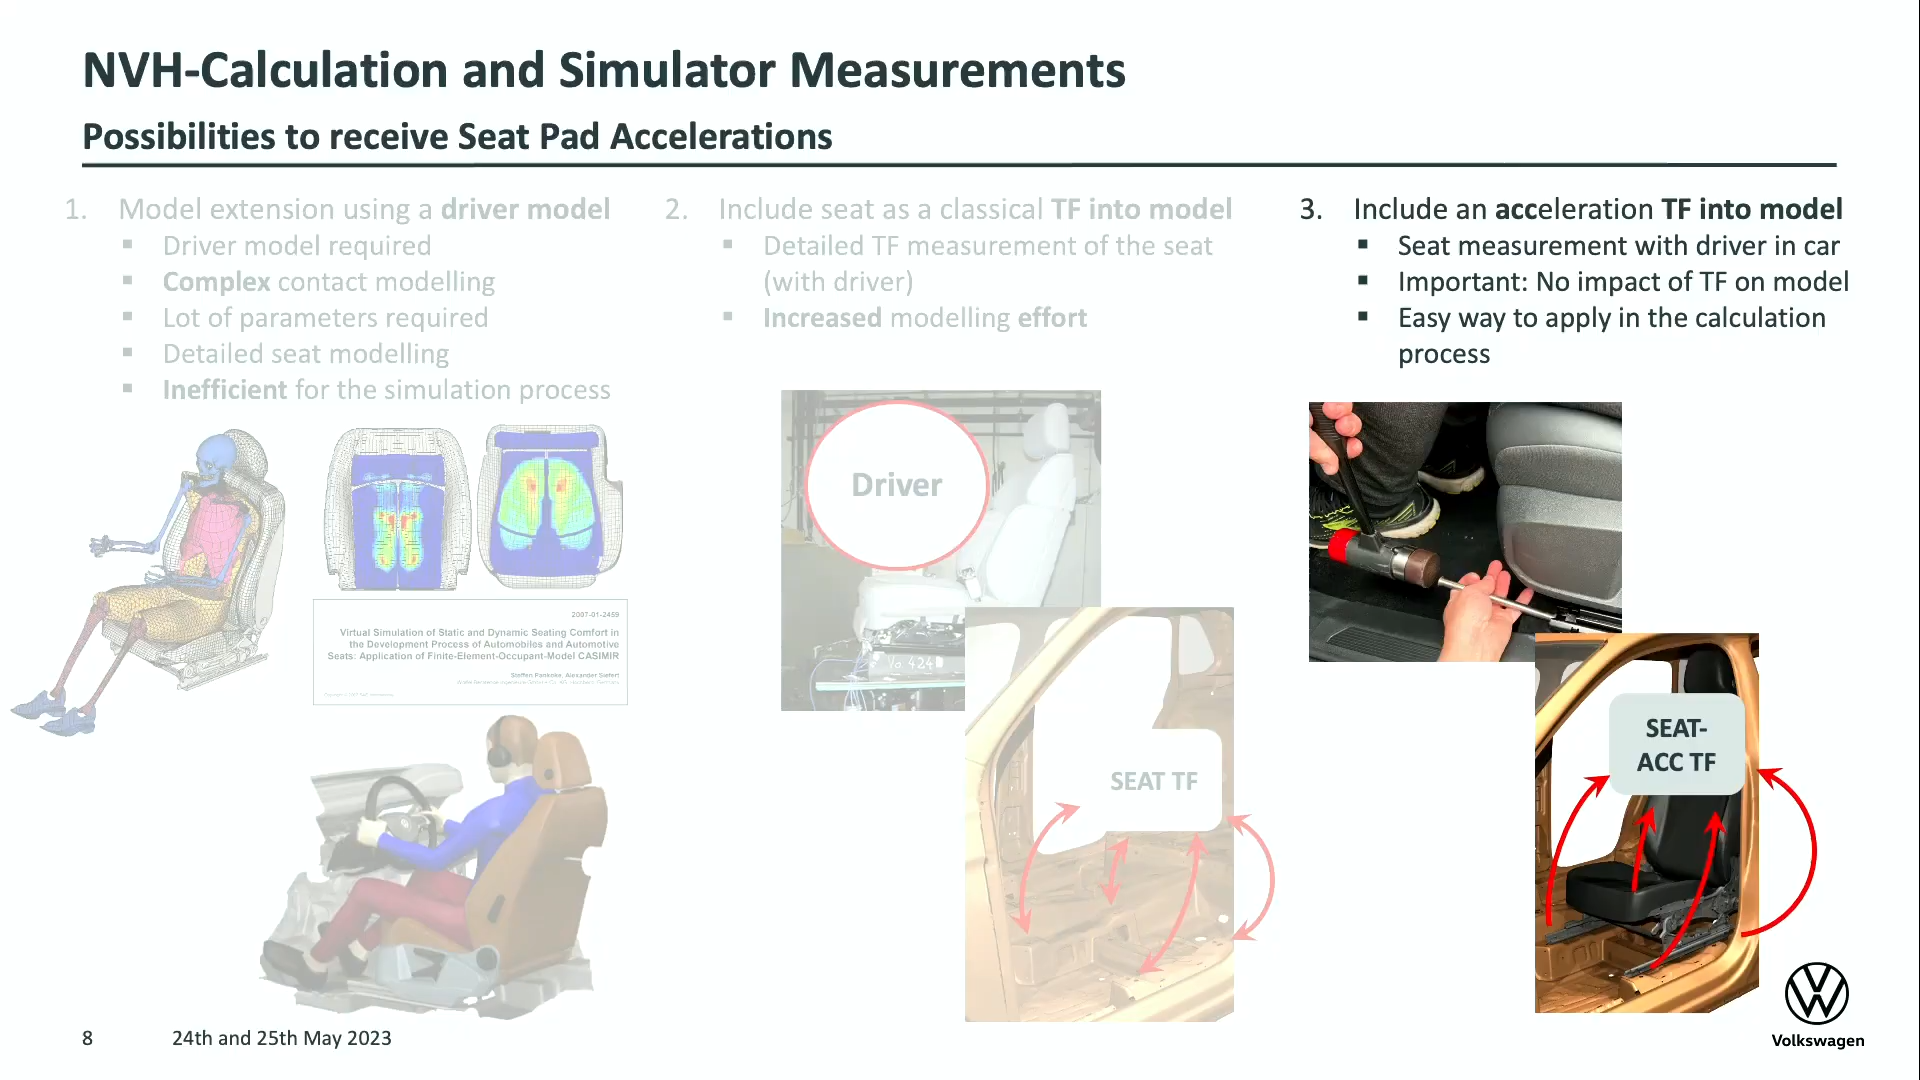 NVH-Calculation and Simulator Measurements
Possibilities to receive Seat Pad Accelerations
1. Model extension using a driver model
▪ Driver model required
▪ Complex contact modelling
▪ Lot of parameters required
▪ Detailed seat modelling
▪ Inefficient for the simulation process
2007-01-2459
Virtual Simulation of Static and Dynamic Seating Comfort in
the Development Process of Automobiles and Automotive
Seats: Application of Finite-Element-Occupant-Model CASIMIR
2. Include seat as a classical TF into model
▪ Detailed TF measurement of the seat
(with driver)
▪ Increased modelling effort
Driver
Va 424
SEAT TF
3. Include an acceleration TF into model
▪ Seat measurement with driver in car
▪ Important: No impact of TF on model
▪ Easy way to apply in the calculation
process
SEAT-
ACC TF
8
24th and 25th May 2023
Volkswagen